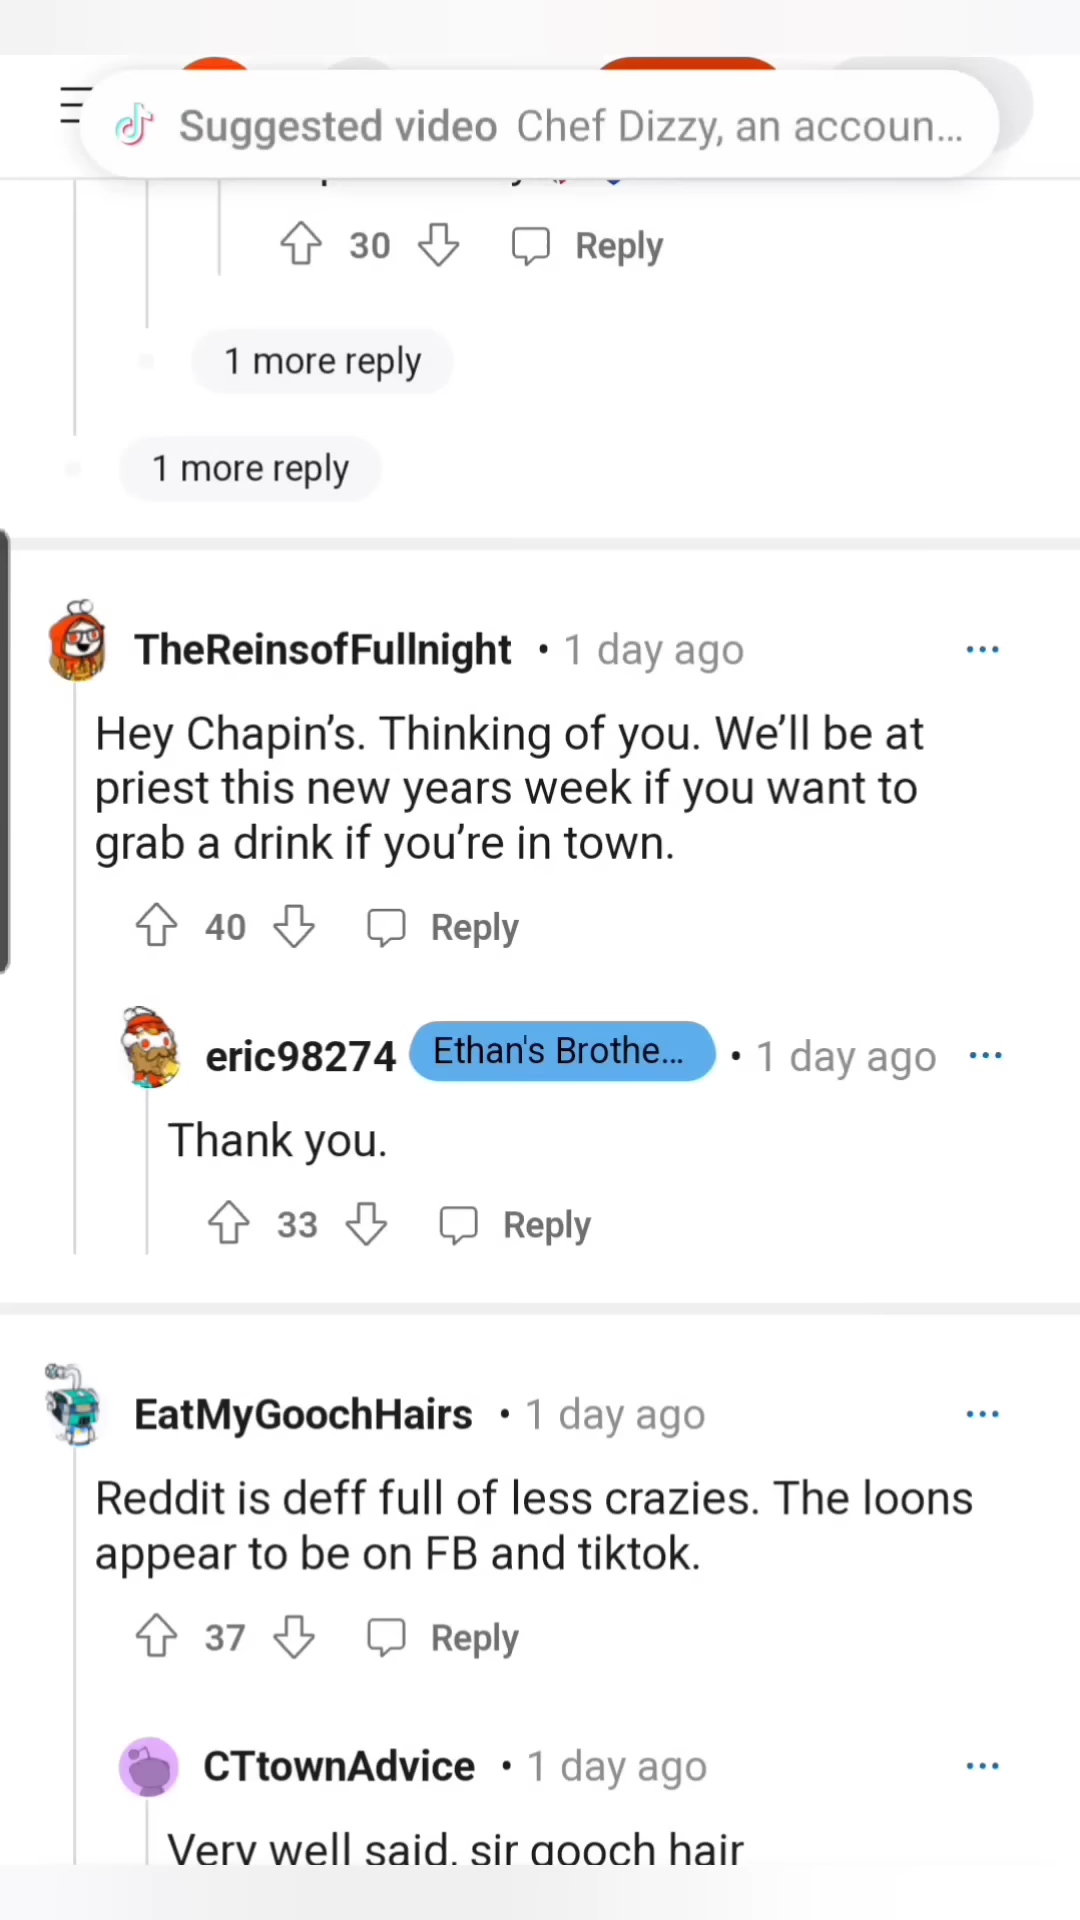 Suggested video Chef Dizzy, an accoun...
30 Reply
1 more reply
1 more reply
TheReinsofFullnight • 1 day ago
Hey Chapin’s. Thinking of you. We’ll be at
priest this new years week if you want to
grab a drink if you’re in town.
40 Reply
eric98274 Ethan's Brothe... • 1 day ago
Thank you.
33 Reply
EatMyGoochHairs • 1 day ago
Reddit is deff full of less crazies. The loons
appear to be on FB and tiktok.
37 Reply
CTtownAdvice • 1 day ago
Very well said, sir gooch hair